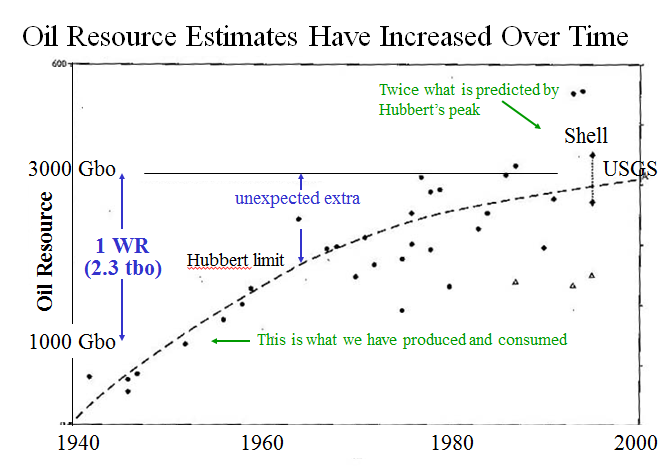 Oil Resource Estimates Have Increased Over Time
600
Twice what is predicted by
Hubbert's peak
Shell
3000 Gbo
USGS
unexpected extra
1 WR
(2.3 tbo)
Hubbert limit
Oil Resource
1000 Gbo
This is what we have produced and consumed
1940
1960
1980
2000